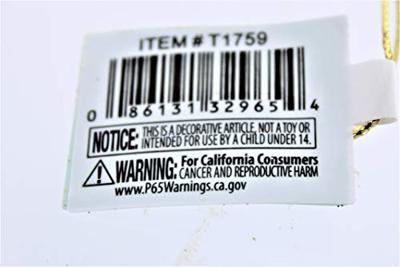 ITEM # T1759
0 86131 32965 4
NOTICE: THIS IS A DECORATIVE ARTICLE, NOT A TOY OR
INTENDED FOR USE BY A CHILD UNDER 14.
WARNING: For California Consumers
CANCER AND REPRODUCTIVE HARM
www.P65Warnings.ca.gov